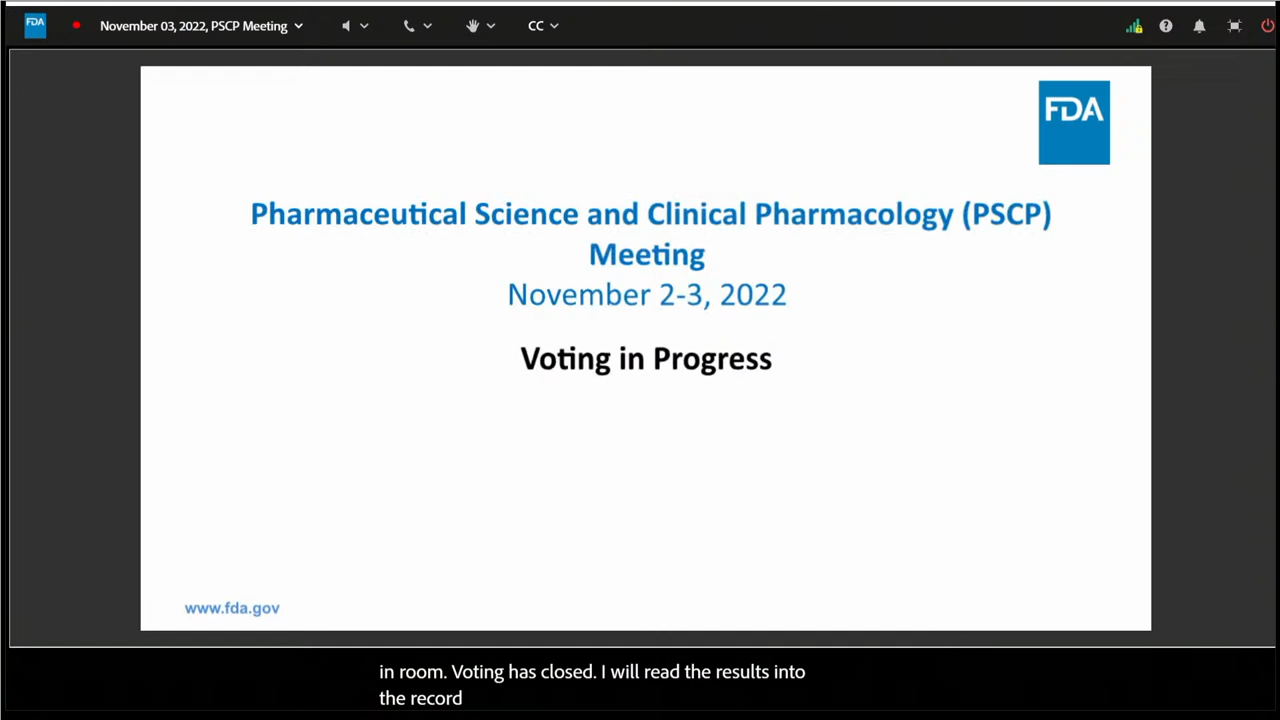 FDA
November 03, 2022, PSCP Meeting
CC
FDA
Pharmaceutical Science and Clinical Pharmacology (PSCP)
Meeting
November 2-3, 2022
Voting in Progress
www.fda.gov
in room. Voting has closed. I will read the results into
the record